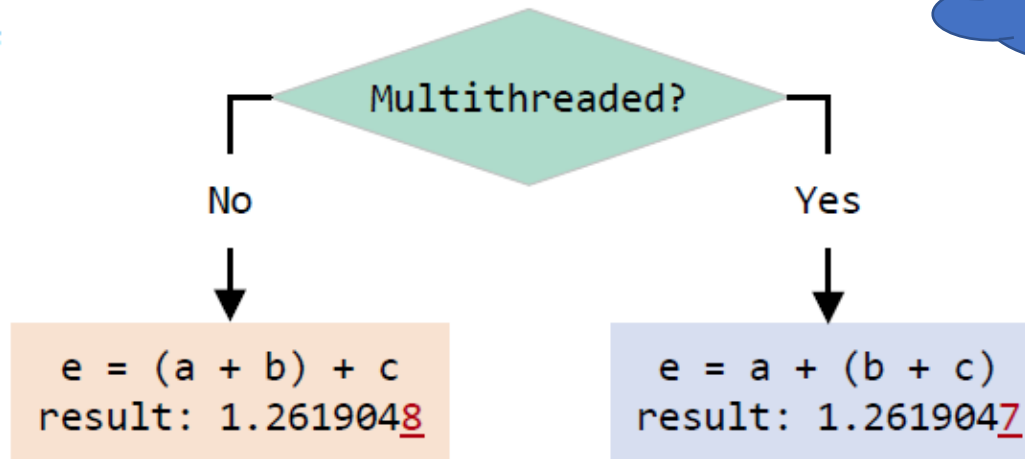 Multithreaded?
No
Yes
e = (a + b) + c
result: 1.2619048
e = a + (b + c)
result: 1.2619047